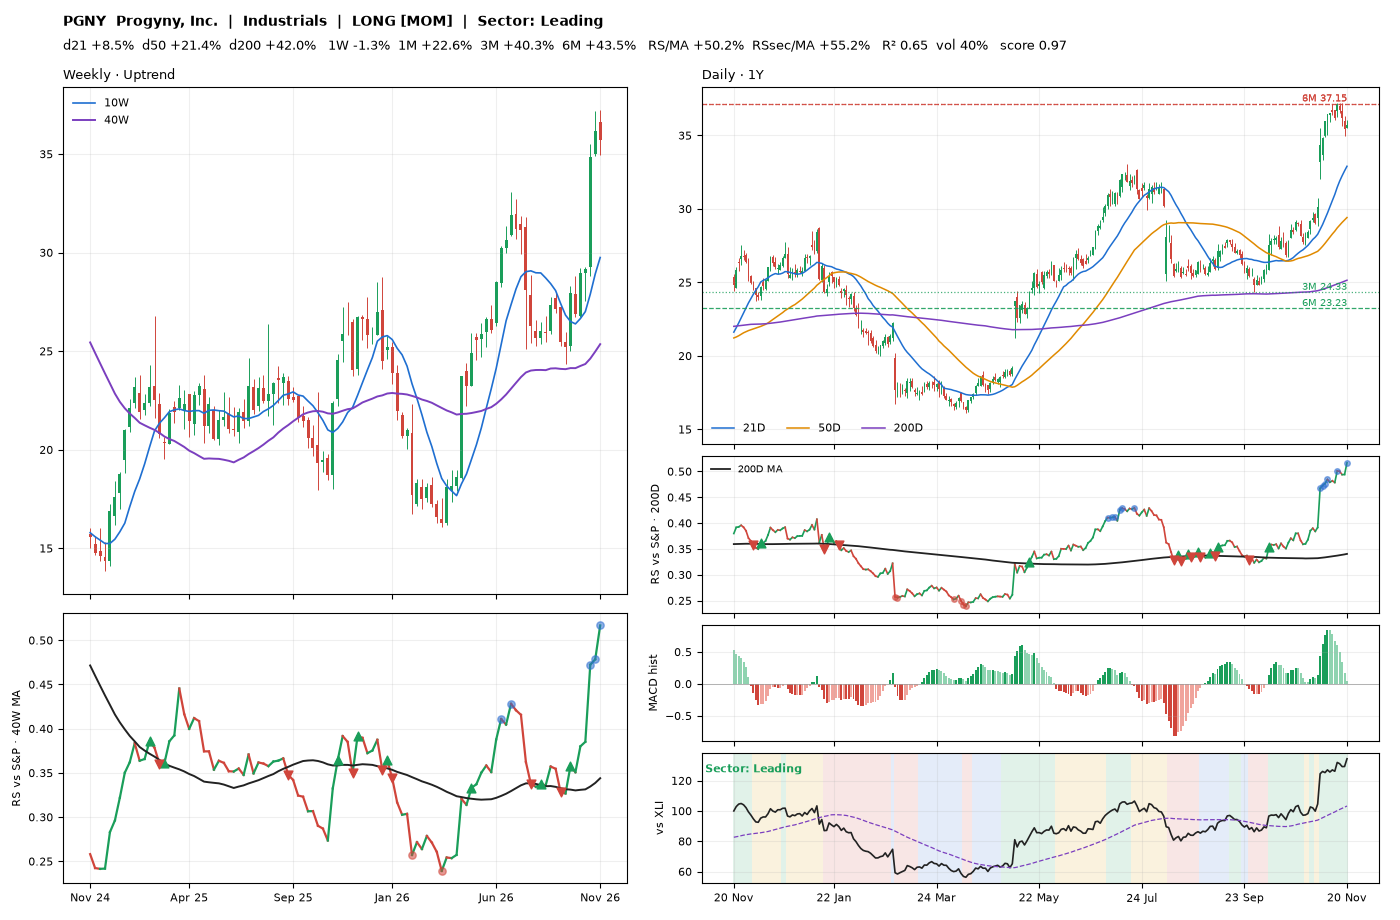 PGNY  Progyny, Inc.  |  Industrials  |  LONG [MOM]  |  Sector: Leading
d21 +8.5%  d50 +21.4%  d200 +42.0%   1W -1.3%  1M +22.6%  3M +40.3%  6M +43.5%   RS/MA +50.2%  RSsec/MA +55.2%   R² 0.65  vol 40%   score 0.97
Weekly · Uptrend
10W
40W
35
30
25
20
15
RS vs S&P · 40W MA
0.50
0.45
0.40
0.35
0.30
0.25
Nov 24
Apr 25
Sep 25
Jan 26
Jun 26
Nov 26
Daily · 1Y
6M 37.15
3M 24.33
6M 23.23
35
30
25
20
15
21D
50D
200D
200D MA
RS vs S&P · 200D
0.50
0.45
0.40
0.35
0.30
0.25
MACD hist
0.5
0.0
−0.5
Sector: Leading
vs XLI
120
100
80
60
20 Nov
22 Jan
24 Mar
22 May
24 Jul
23 Sep
20 Nov